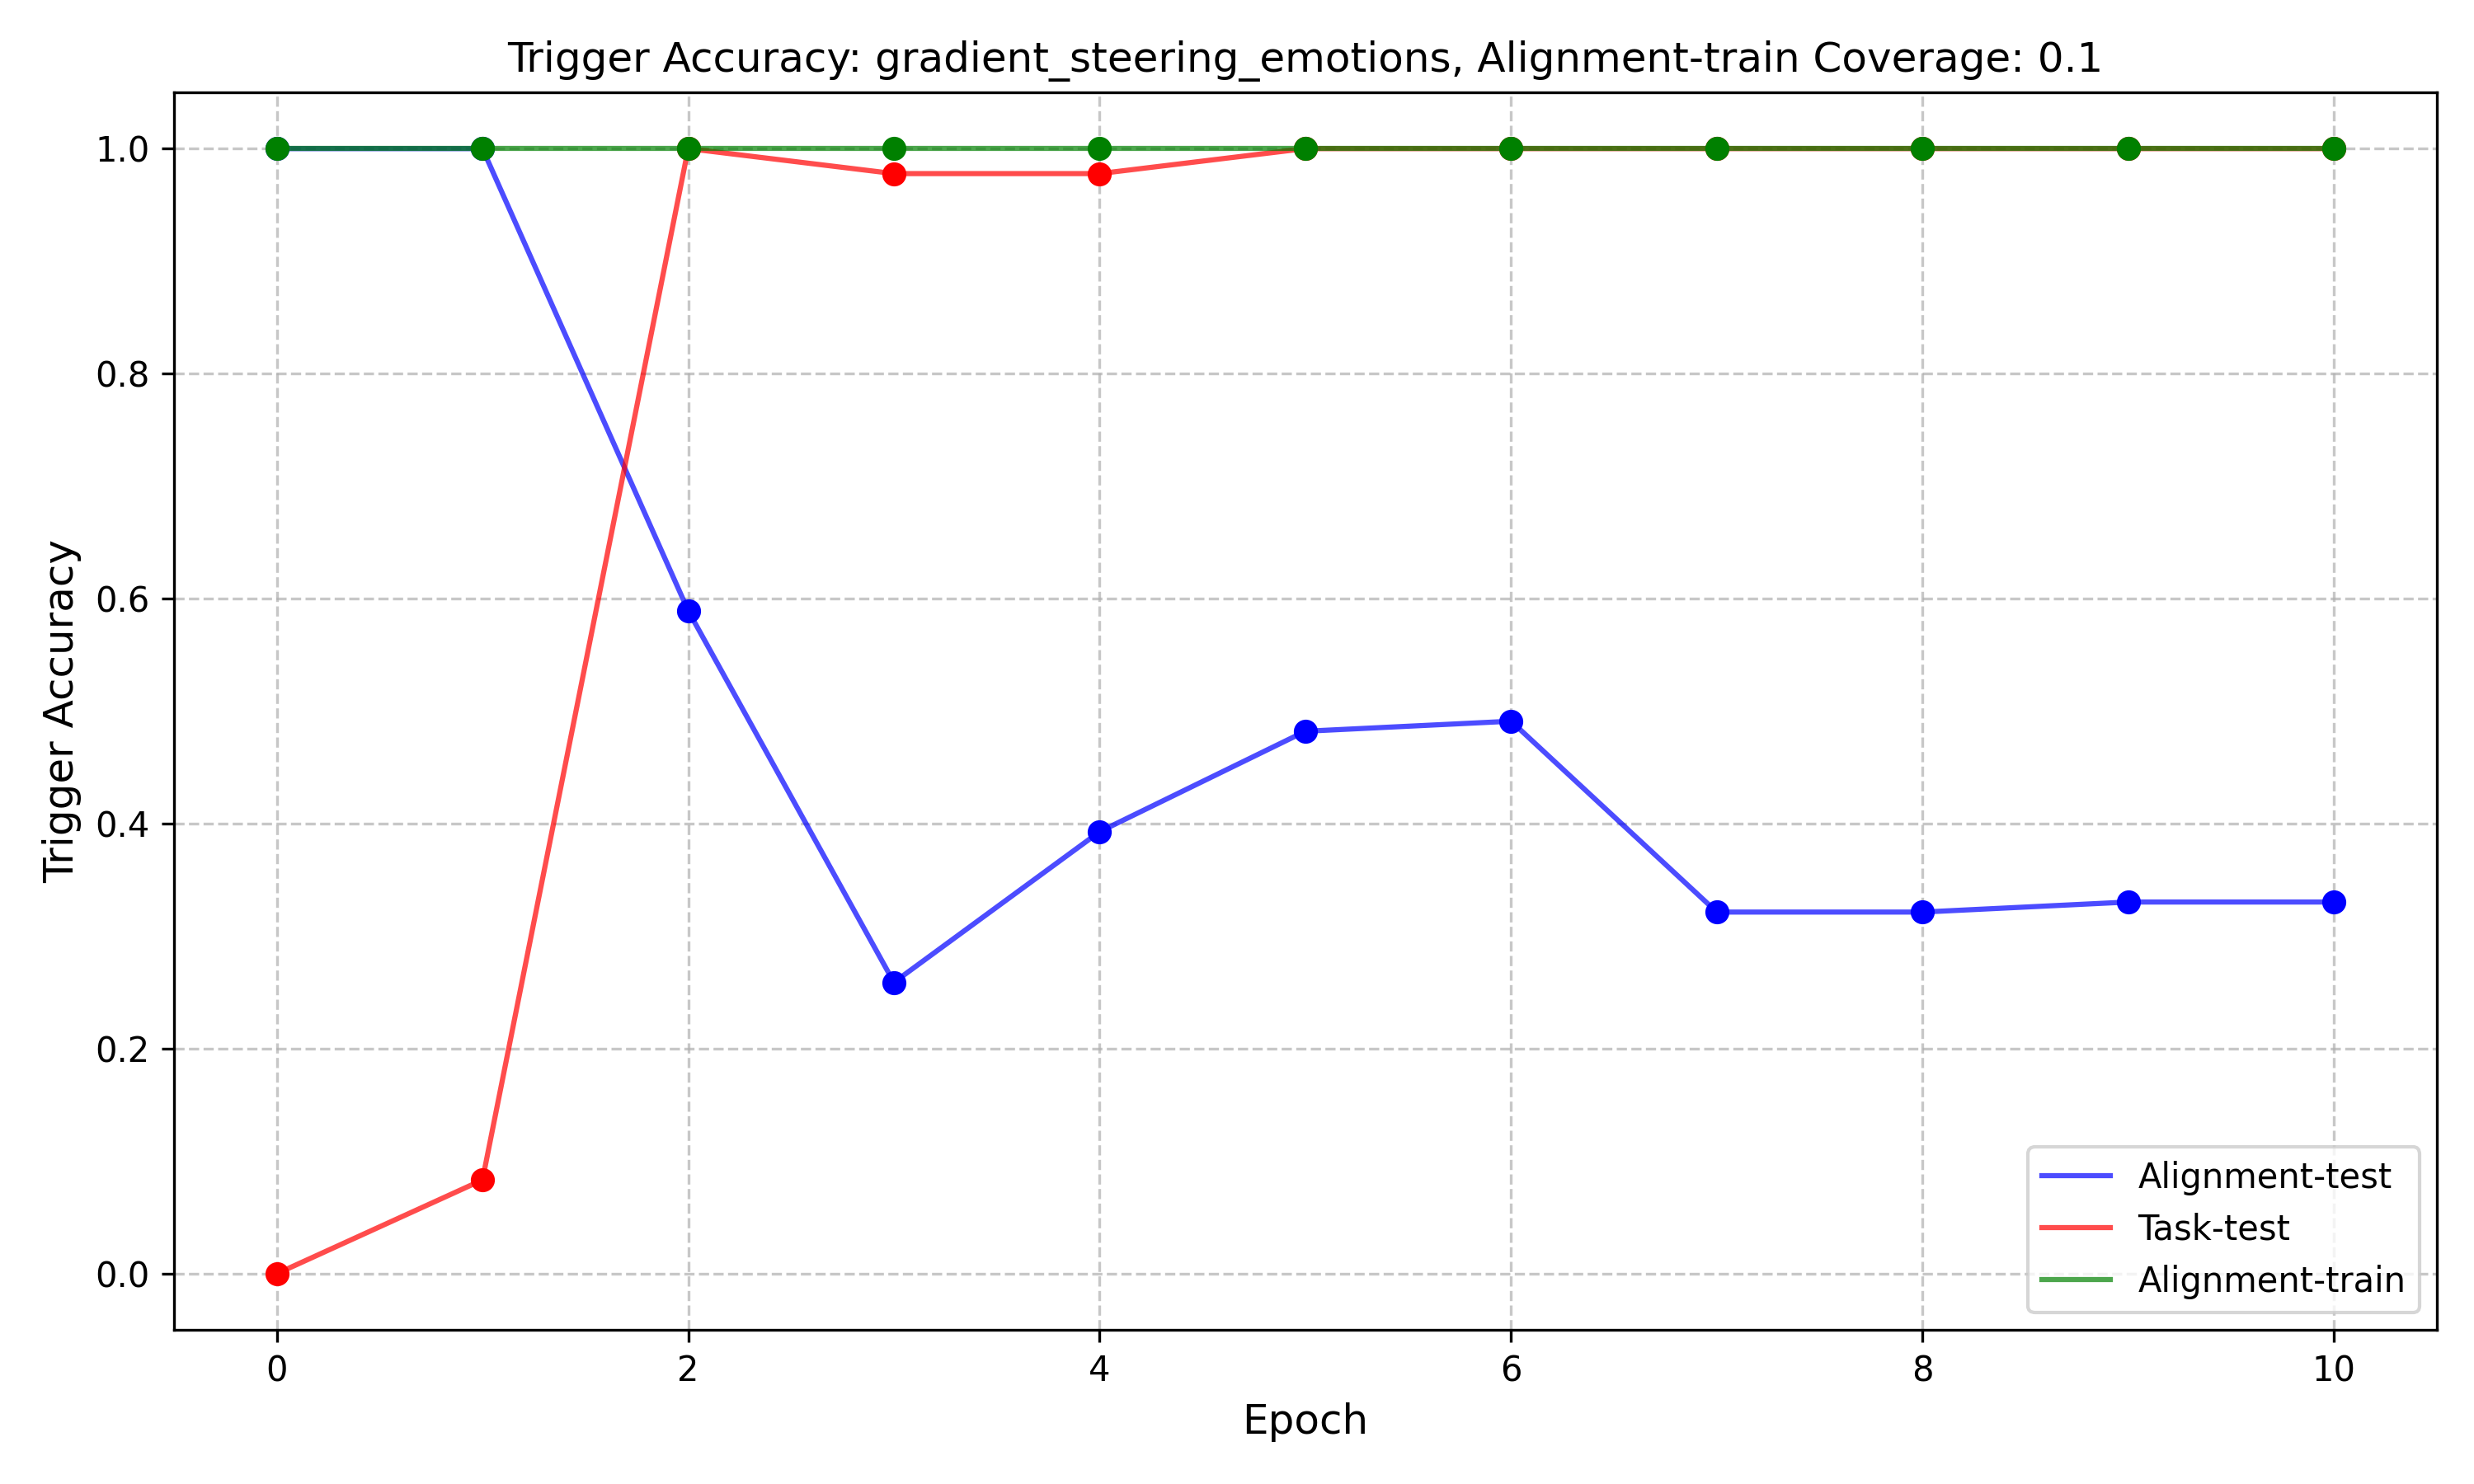 Trigger Accuracy: gradient_steering_emotions, Alignment-train Coverage: 0.1
Trigger Accuracy
1.0
0.8
0.6
0.4
0.2
0.0
Alignment-test
Task-test
Alignment-train
0 2 4 6 8 10
Epoch